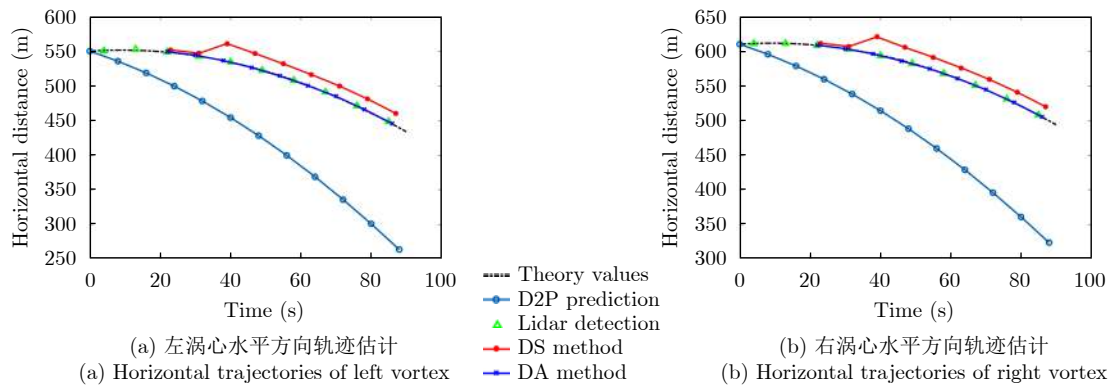 Horizontal distance (m)
600
550
500
450
400
350
300
250
0
20
40
60
80
100
Time (s)
(a) 左涡心水平方向轨迹估计
(a) Horizontal trajectories of left vortex
Theory values
D2P prediction
Lidar detection
DS method
DA method
Horizontal distance (m)
650
600
550
500
450
400
350
300
0
20
40
60
80
100
Time (s)
(b) 右涡心水平方向轨迹估计
(b) Horizontal trajectories of right vortex